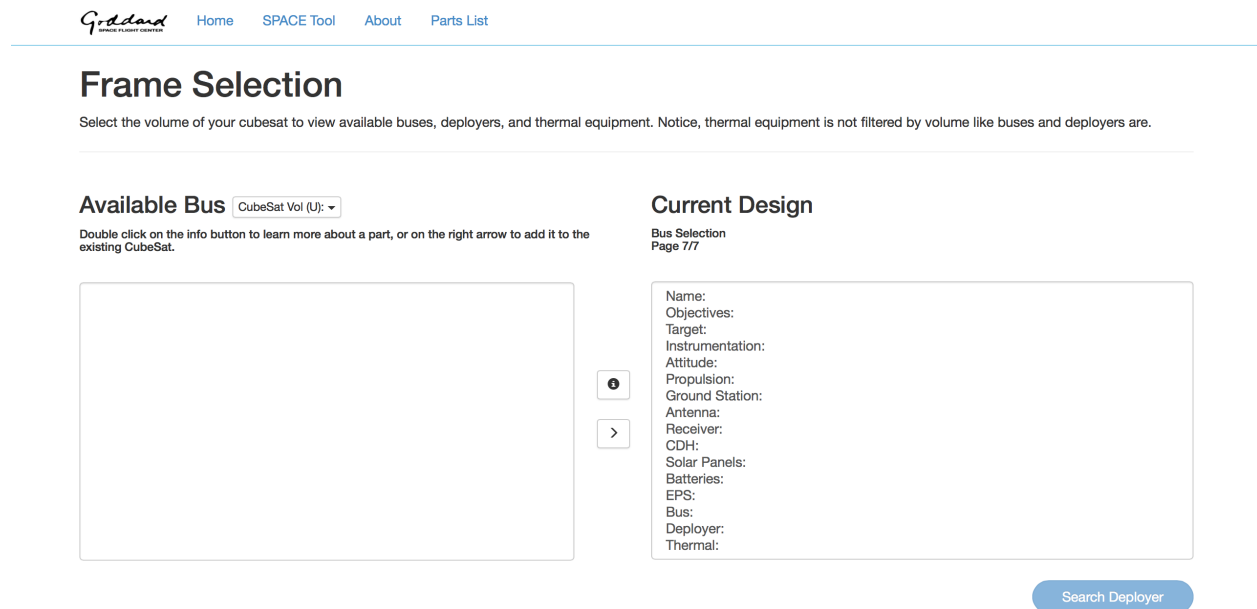 Goddard
SPACE FLIGHT CENTER
Home
SPACE Tool
About
Parts List
Frame Selection
Select the volume of your cubesat to view available buses, deployers, and thermal equipment. Notice, thermal equipment is not filtered by volume like buses and deployers are.
Available Bus
CubeSat Vol (U):
Double click on the info button to learn more about a part, or on the right arrow to add it to the
existing CubeSat.
Current Design
Bus Selection
Page 7/7
Name:
Objectives:
Target:
Instrumentation:
Attitude:
Propulsion:
Ground Station:
Antenna:
Receiver:
CDH:
Solar Panels:
Batteries:
EPS:
Bus:
Deployer:
Thermal:
Search Deployer